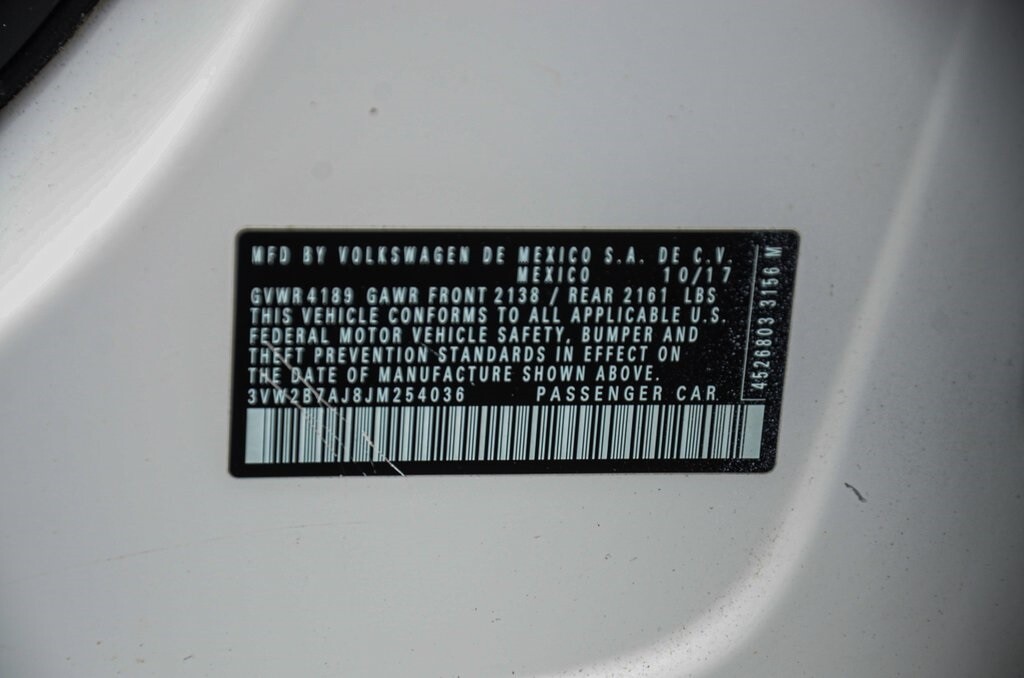 MFD BY VOLKSWAGEN DE MEXICO S.A. DE C.V.
MEXICO 10/17
GVWR 4189 GAWR FRONT 2138 / REAR 2161 LBS
THIS VEHICLE CONFORMS TO ALL APPLICABLE U.S.
FEDERAL MOTOR VEHICLE SAFETY, BUMPER AND
THEFT PREVENTION STANDARDS IN EFFECT ON
THE DATE OF MANUFACTURE SHOWN ABOVE.
3VW2B7AJ8JM254036 PASSENGER CAR
4526803 3156 M